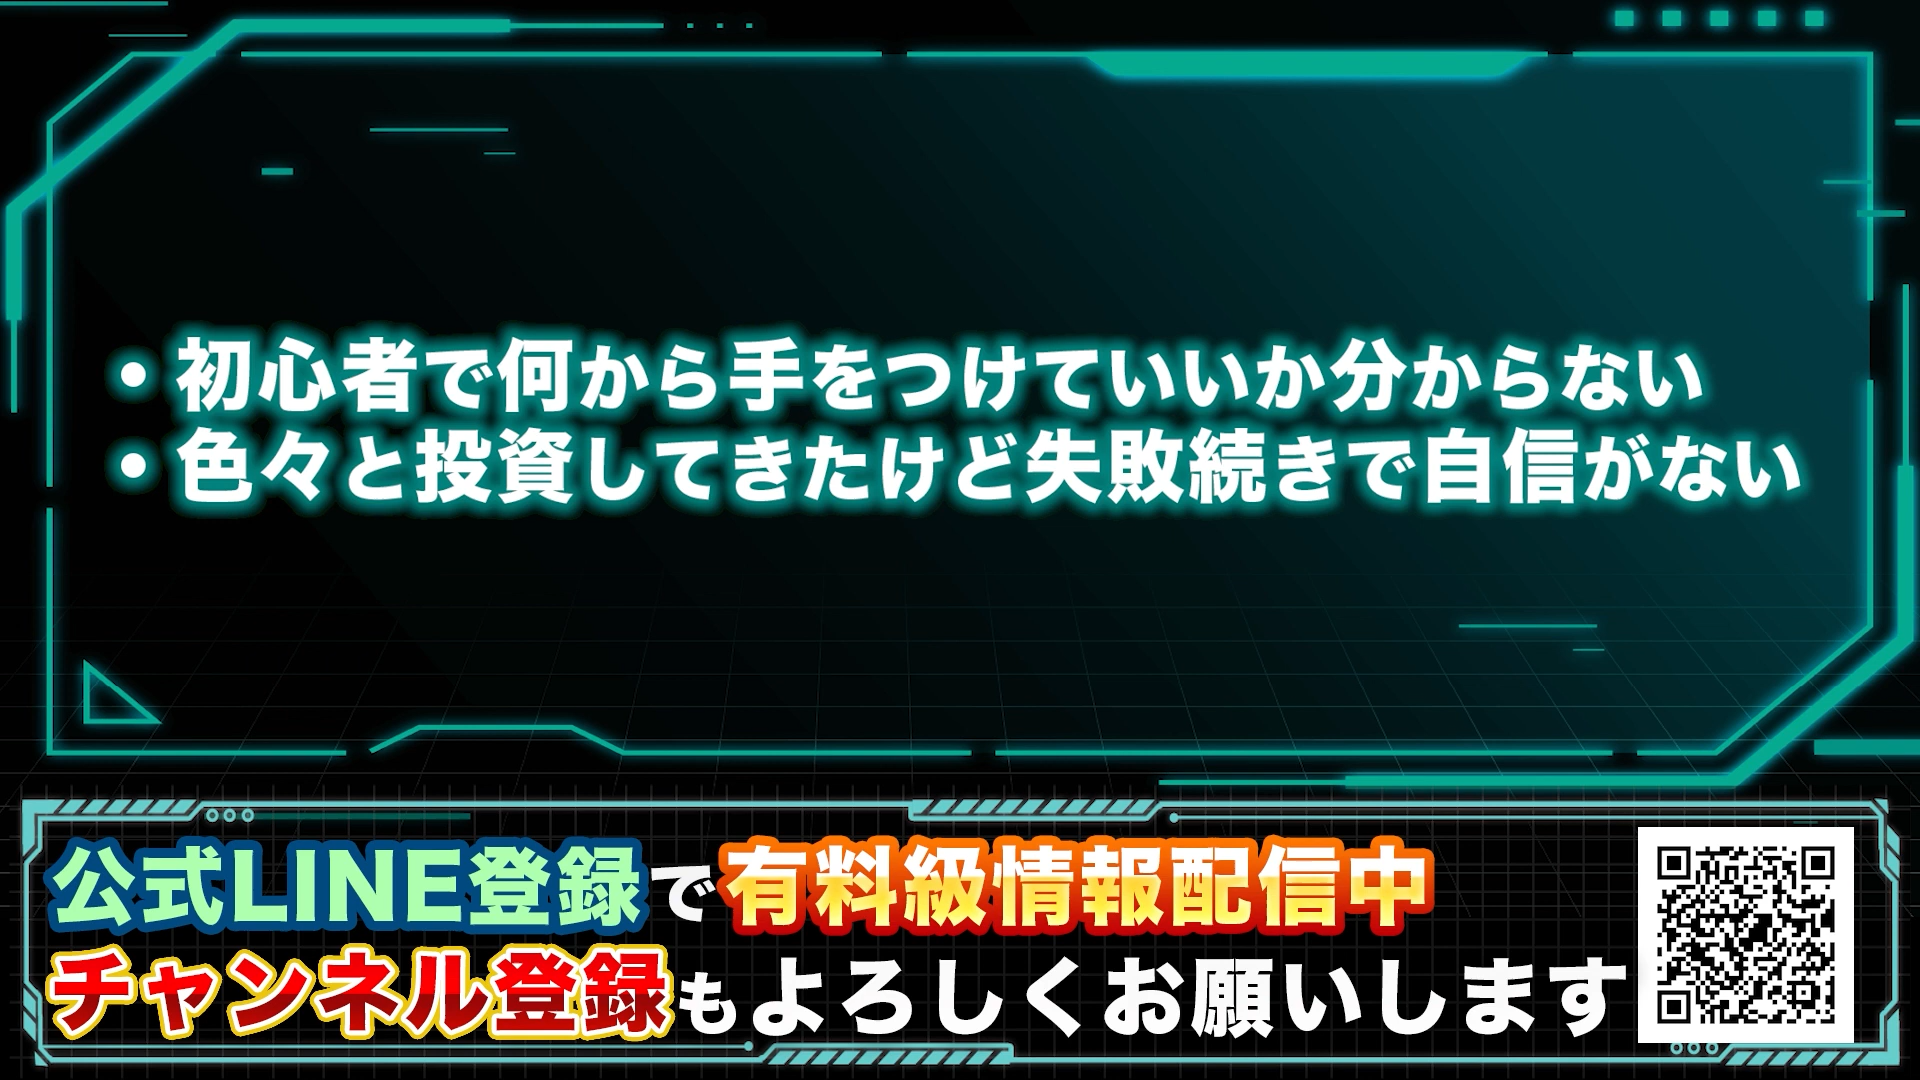 ・初心者で何から手をつけていいか分からない
・色々と投資してきたけど失敗続きで自信がない
公式LINE登録で有料級情報配信中
チャンネル登録もよろしくお願いします